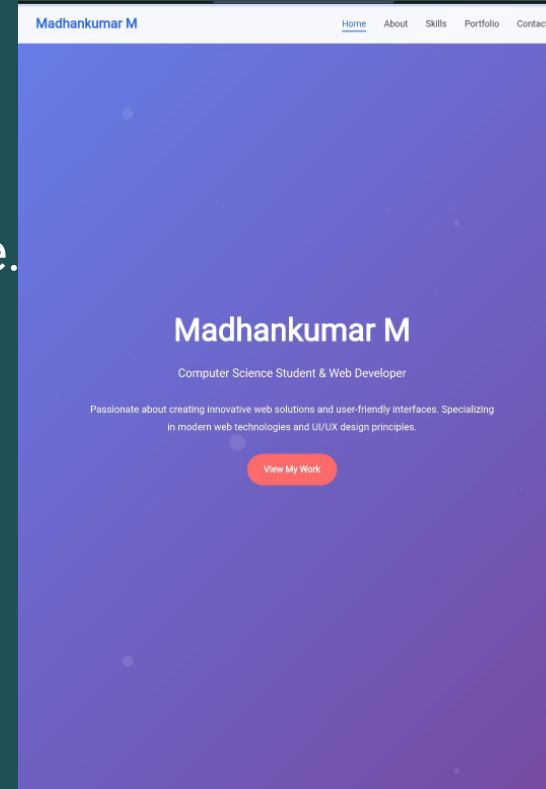 Madhankumar M
Home About Skills Portfolio Contact
e.
Madhankumar M
Computer Science Student & Web Developer
Passionate about creating innovative web solutions and user-friendly interfaces. Specializing
in modern web technologies and UI/UX design principles.
View My Work